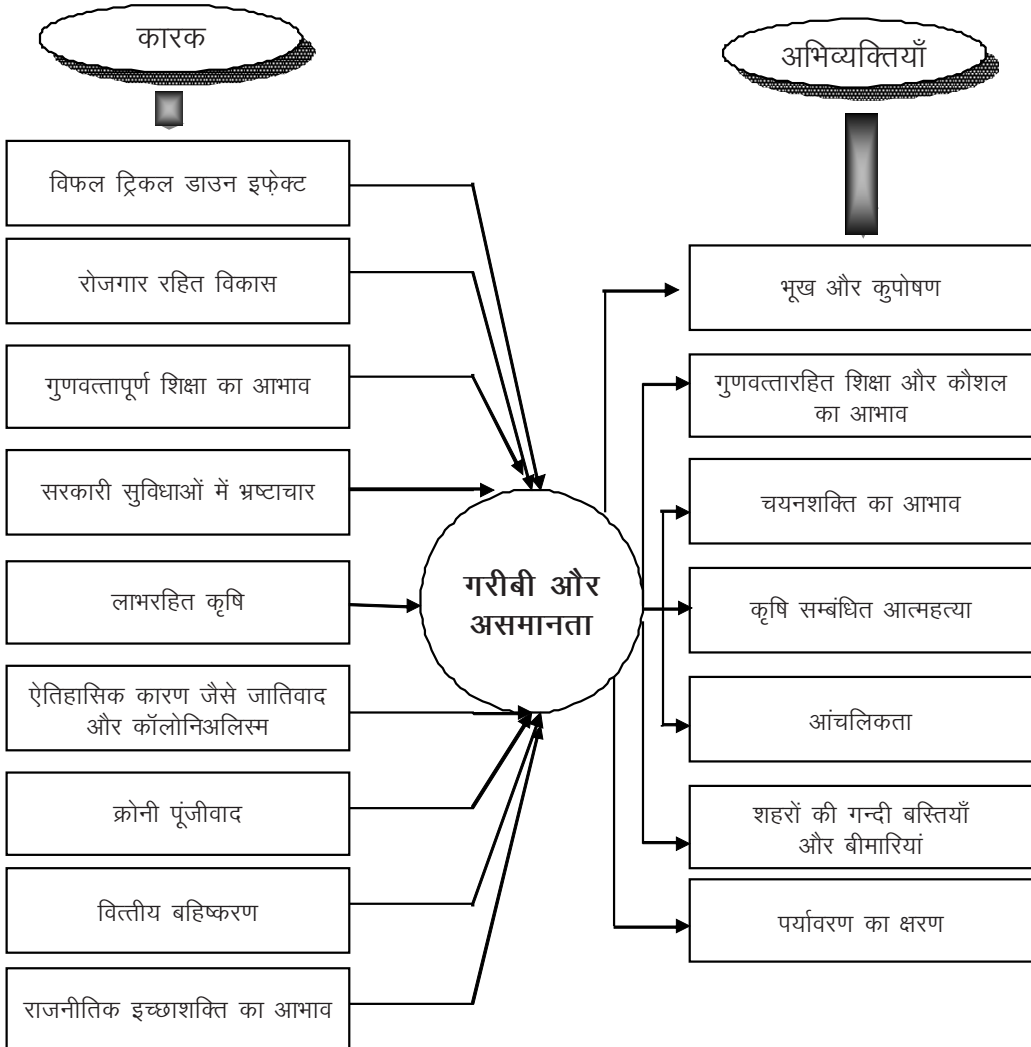 कारक
विफल ट्रिकल डाउन इफ़ेक्ट
रोजगार रहित विकास
गुणवत्तापूर्ण शिक्षा का आभाव
सरकारी सुविधाओं में भ्रष्टाचार
लाभरहित कृषि
ऐतिहासिक कारण जैसे जातिवाद
और कॉलोनिअलिस्म
क्रोनी पूंजीवाद
वित्तीय बहिष्करण
राजनीतिक इच्छाशक्ति का आभाव
गरीबी और
असमानता
अभिव्यक्तियाँ
भूख और कुपोषण
गुणवत्तारहित शिक्षा और कौशल
का आभाव
चयनशक्ति का आभाव
कृषि सम्बंधित आत्महत्या
आंचलिकता
शहरों की गन्दी बस्तियाँ
और बीमारियां
पर्यावरण का क्षरण